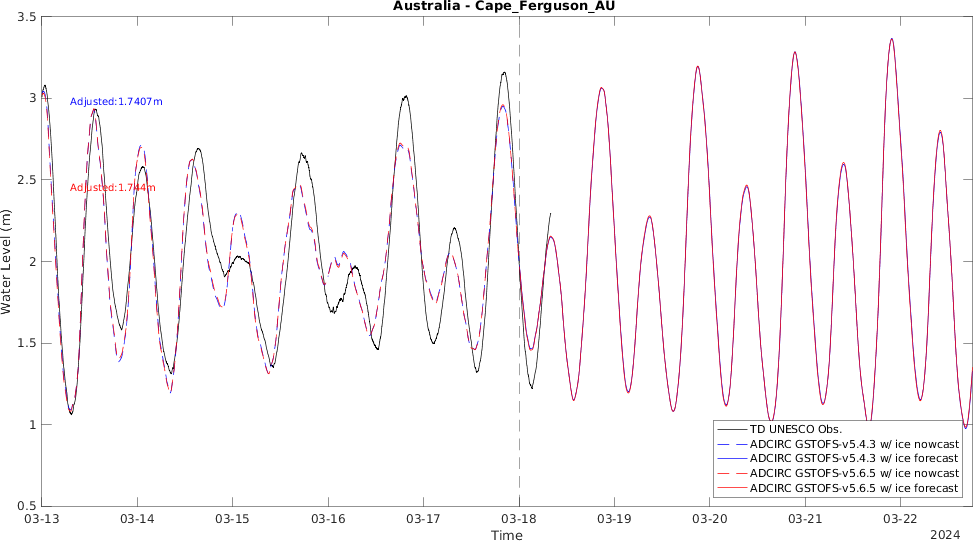 Australia - Cape_Ferguson_AU
3.5
3
2.5
2
1.5
1
0.5
Water Level (m)
Adjusted:1.7407m
Adjusted:1.744m
TD UNESCO Obs.
ADCIRC GSTOFS-v5.4.3 w/ ice nowcast
ADCIRC GSTOFS-v5.4.3 w/ ice forecast
ADCIRC GSTOFS-v5.6.5 w/ ice nowcast
ADCIRC GSTOFS-v5.6.5 w/ ice forecast
03-13 03-14 03-15 03-16 03-17 03-18 03-19 03-20 03-21 03-22
Time
2024